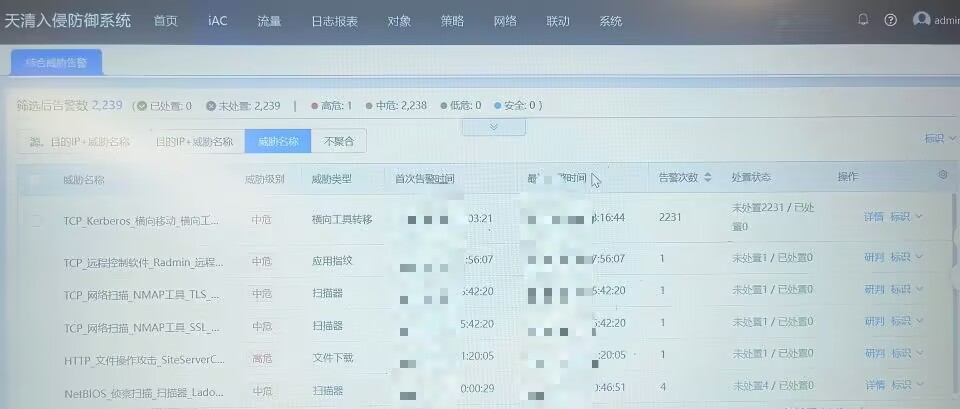 天清入侵防御系统 首页 iAC 流量 日志报表 对象 策略 网络 联动 系统 admin
综合威胁告警
筛选后告警数 2,239 ( 已处置: 0 未处置: 2,239 | 高危: 1 中危: 2,238 低危: 0 安全: 0 )
源、目的IP+威胁名称 目的IP+威胁名称 威胁名称 不聚合 标识
威胁名称 威胁级别 威胁类型 首次告警时间 最 警时间 告警次数 处置状态 操作
TCP_Kerberos_横向移动_横向工... 中危 横向工具转移 03:21 :16:44 2231 未处置2231 / 已处 详情 标识
置0
TCP_远程控制软件_Radmin_远程... 中危 应用指纹 :56:07 7:56:07 1 未处置1 / 已处置0 研判 标识
TCP_网络扫描_NMAP工具_TLS_... 中危 扫描器 5:42:20 5:42:20 1 未处置1 / 已处置0 研判 标识
TCP_网络扫描_NMAP工具_SSL_... 中危 扫描器 5:42:20 5:42:20 1 未处置1 / 已处置0 研判 标识
HTTP_文件操作攻击_SiteServerC... 高危 文件下载 1:20:05 :20:05 1 未处置1 / 已处置0 研判 标识
NetBIOS_侦察扫描_扫描器_Lado... 中危 扫描器 0:00:29 :46:51 4 未处置4 / 已处置0 详情 标识